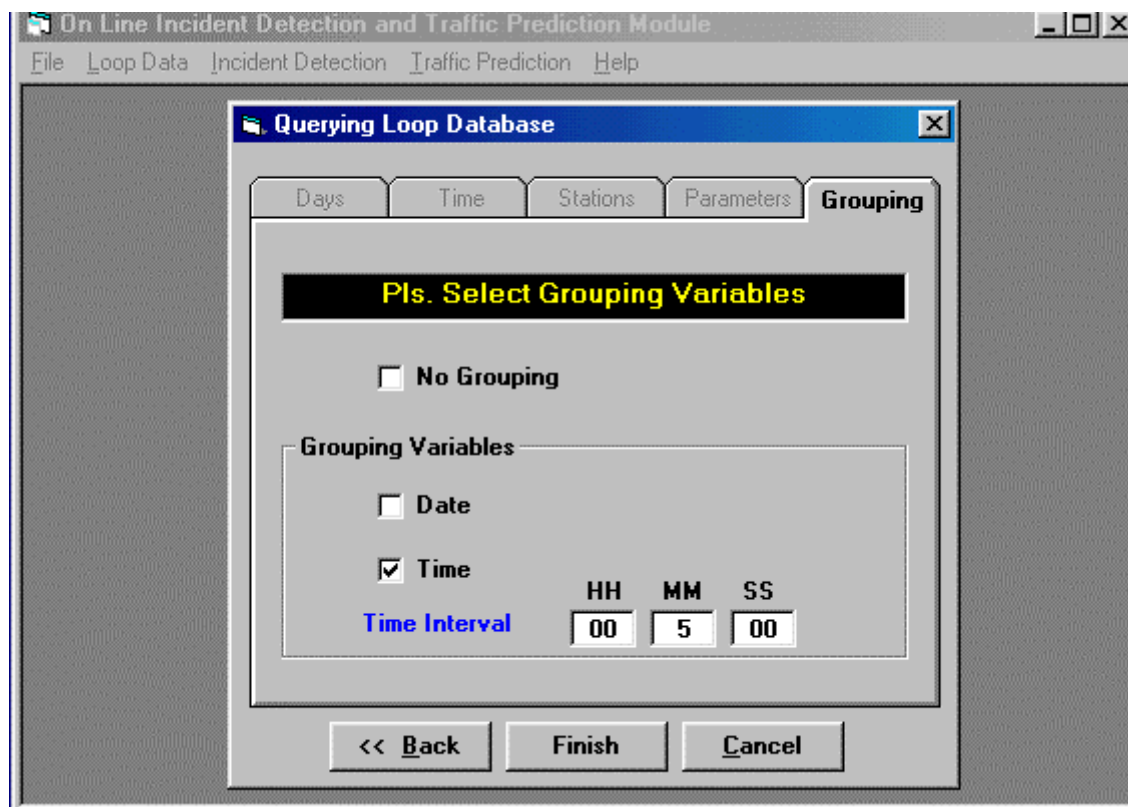 On Line Incident Detection and Traffic Prediction Module
File Loop Data Incident Detection Traffic Prediction Help
Querying Loop Database
Days Time Stations Parameters Grouping
Pls. Select Grouping Variables
No Grouping
Grouping Variables
Date
Time
HH MM SS
Time Interval 00 5 00
<< Back Finish Cancel